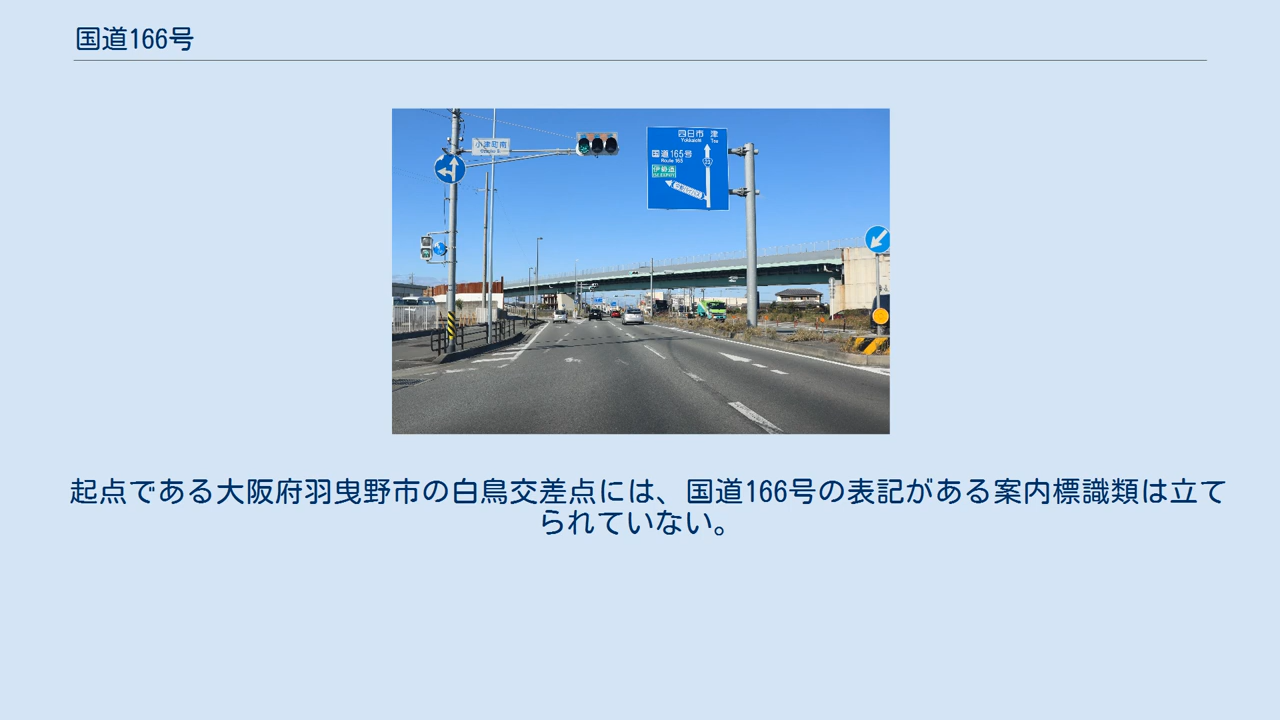 国道166号
小津町南
四日市 津
Yokkaichi Tsu
国道165号
Route 165
23
伊勢道
起点である大阪府羽曳野市の白鳥交差点には、国道166号の表記がある案内標識類は立て
られていない。